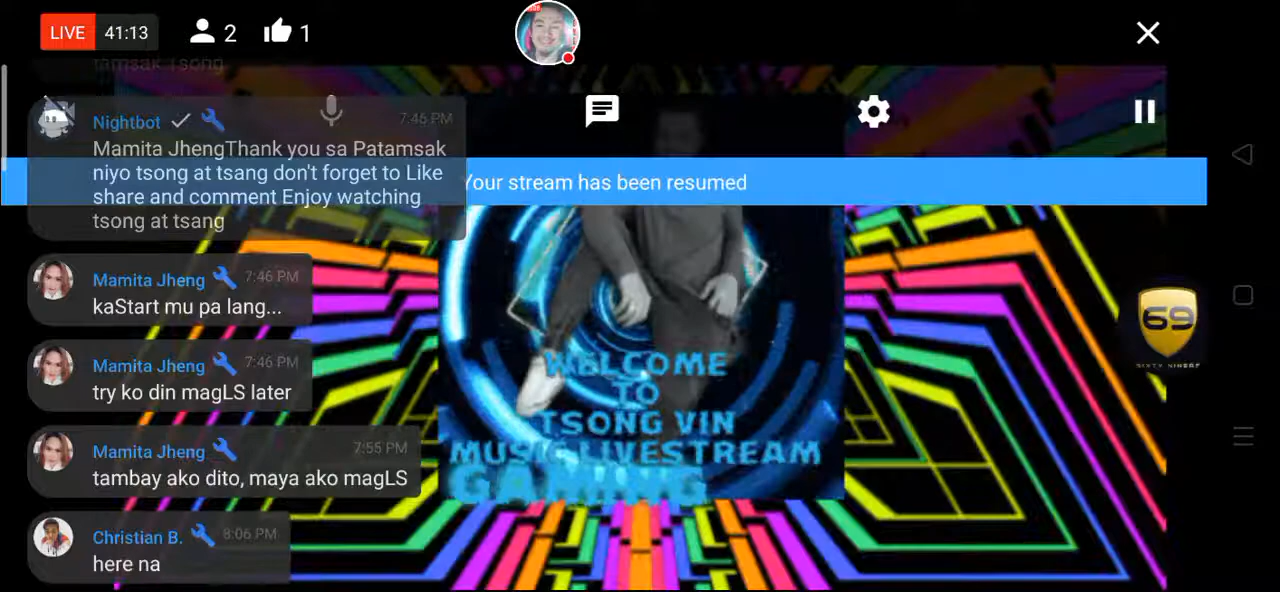 LIVE 41:13 2 1
tamsak Tsong
Nightbot 7:46 PM
Mamita JhengThank you sa Patamsak
niyo tsong at tsang don't forget to Like
share and comment Enjoy watching
tsong at tsang
Your stream has been resumed
Mamita Jheng 7:46 PM
kaStart mu pa lang...
Mamita Jheng 7:46 PM
try ko din magLS later
Mamita Jheng 7:55 PM
tambay ako dito, maya ako magLS
Christian B. 8:06 PM
here na
WELCOME
TO
TSONG VIN
MUSIC LIVESTREAM
GAMING
69
SIXTY NINERS